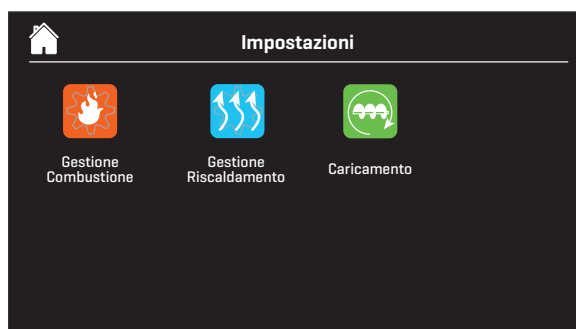 Impostazioni
Gestione
Combustione
Gestione
Riscaldamento
Caricamento